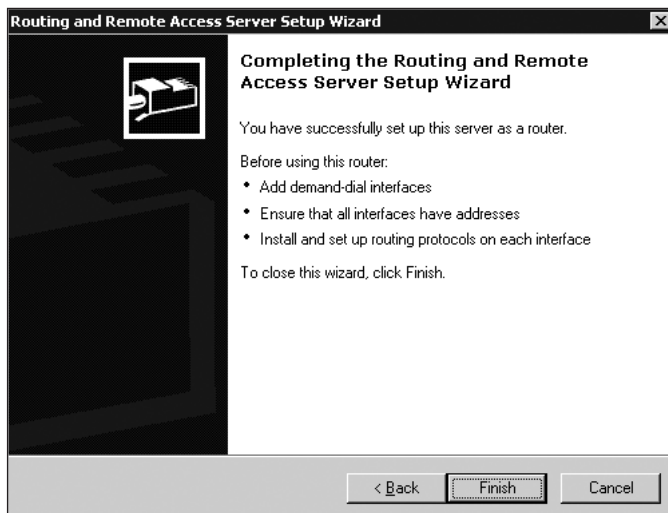 Routing and Remote Access Server Setup Wizard
Completing the Routing and Remote
Access Server Setup Wizard
You have successfully set up this server as a router.
Before using this router:
• Add demand-dial interfaces
• Ensure that all interfaces have addresses
• Install and set up routing protocols on each interface
To close this wizard, click Finish.
< Back Finish Cancel